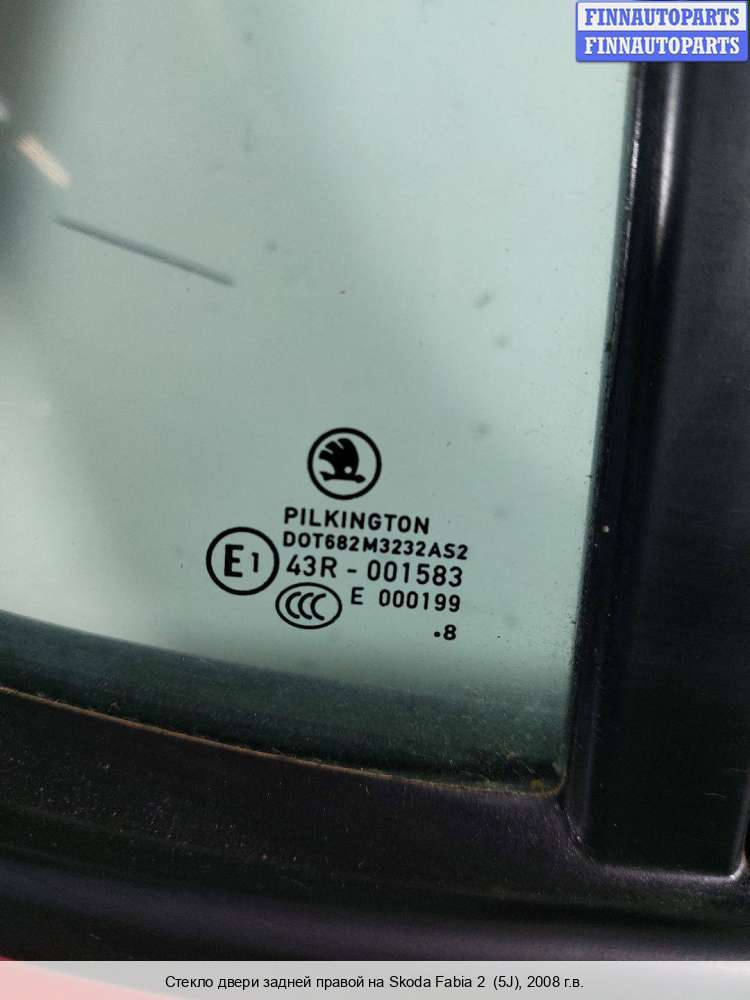 FINNAUTOPARTS
FINNAUTOPARTS
PILKINGTON
DOT682M3232AS2
E1 43R - 001583
CCC E 000199
.8
Стекло двери задней правой на Skoda Fabia 2 (5J), 2008 г.в.